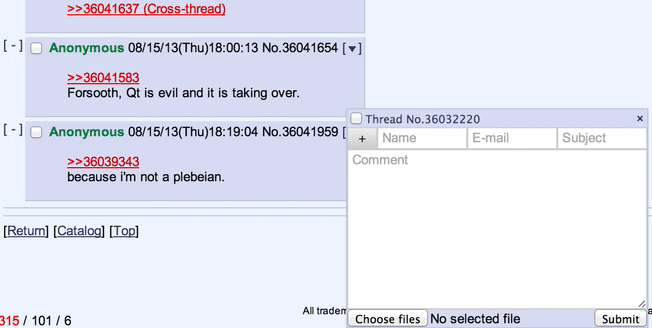 >>36041637 (Cross-thread)
[ - ] Anonymous 08/15/13(Thu)18:00:13 No.36041654 [▼]
>>36041583
Forsooth, Qt is evil and it is taking over.
[ - ] Anonymous 08/15/13(Thu)18:19:04 No.36041959 [
>>36039343
because i'm not a plebeian.
[Return] [Catalog] [Top]
315 / 101 / 6
All
Thread No.36032220 ×
+ Name E-mail Subject
Comment
Choose files No selected file Submit